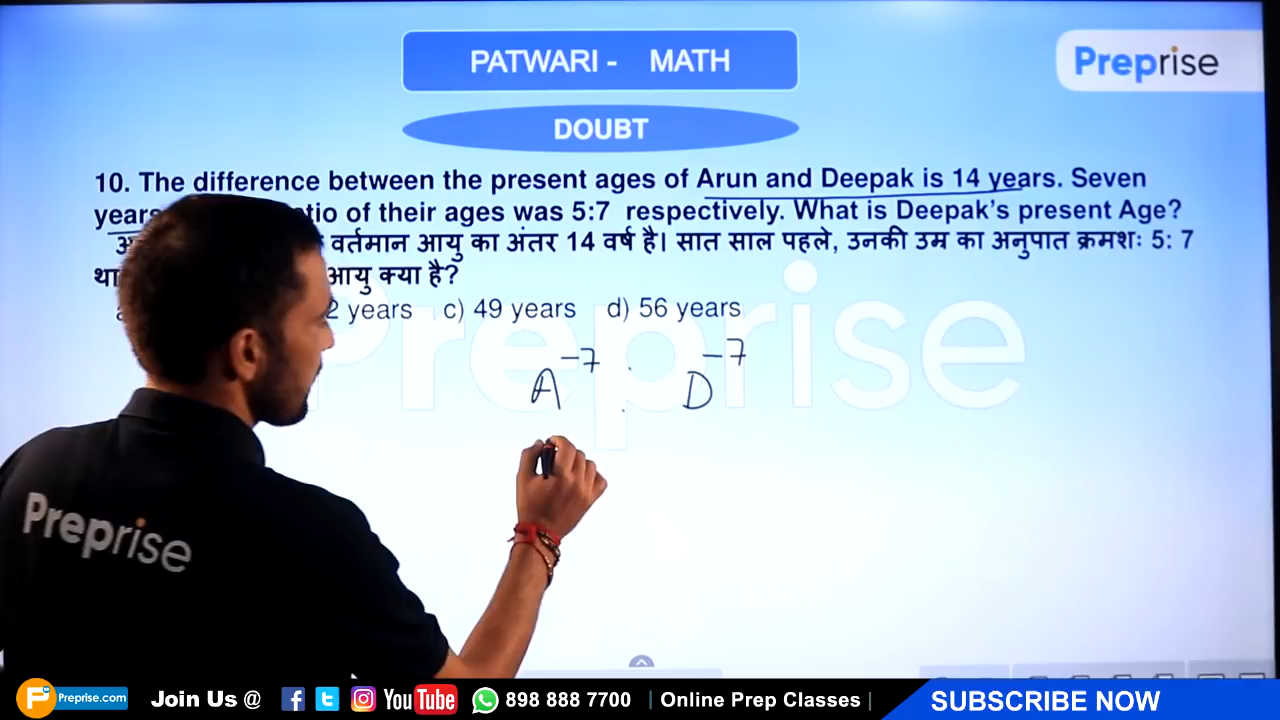 PATWARI - MATH
Preprise
DOUBT
10. The difference between the present ages of Arun and Deepak is 14 years. Seven
years of their ages was 5:7 respectively. What is Deepak's present Age?
वर्तमान आयु का अंतर 14 वर्ष है। सात साल पहले, उनकी उम्र का अनुपात क्रमशः 5: 7
था आयु क्या है?
years c) 49 years d) 56 years
A-7 : D-7
Preprise
Preprise
Preprise.com Join Us @ You Tube 898 888 7700 | Online Prep Classes | SUBSCRIBE NOW